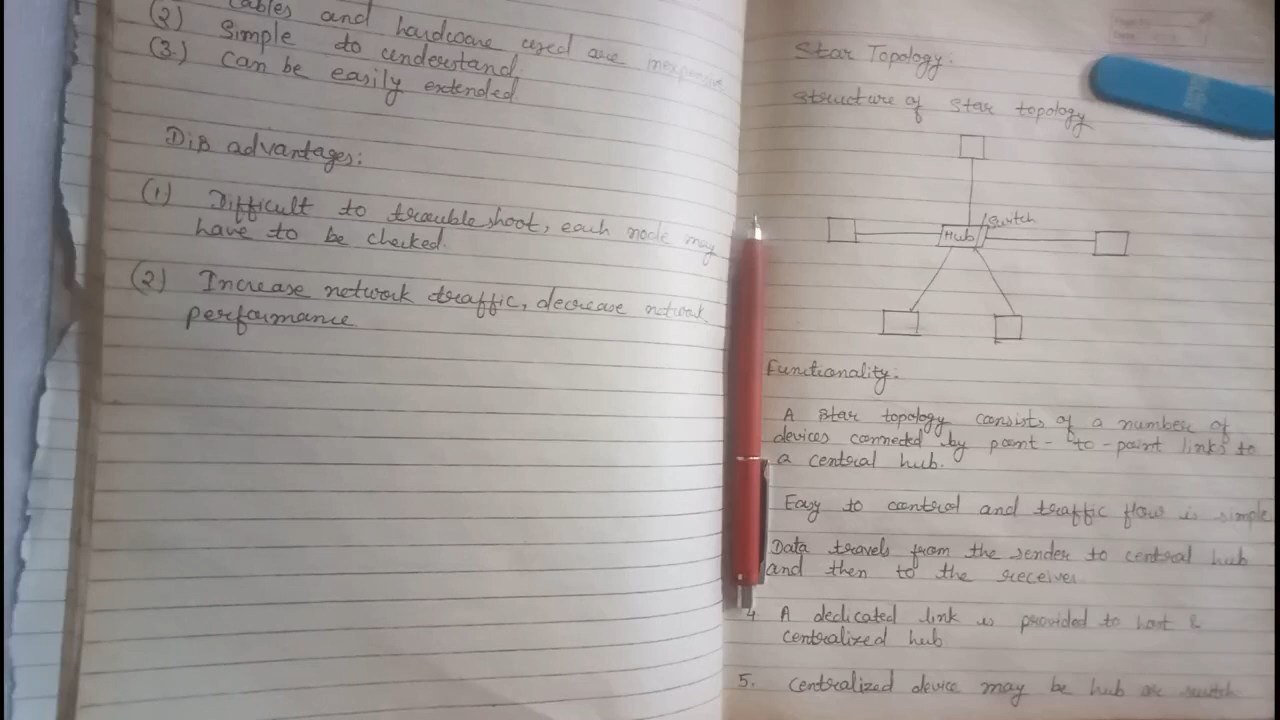 cables and hardware used are inexpensive
(2) Simple to understand.
(3) Can be easily extended
Dis advantages:
(1) Difficult to trouble shoot, each node may
have to be checked.
(2) Increase network traffic, decrease network
performance
Star Topology:
Structure of Star topology
Switch
Hub
Functionality:
A star topology consists of a number of
devices connected by point-to-point links to
a central hub.
Easy to control and traffic flow is simple
Data travels from the sender to central hub
and then to the receiver
4. A dedicated link is provided to host &
centralized hub
5. Centralized device may be hub or switch